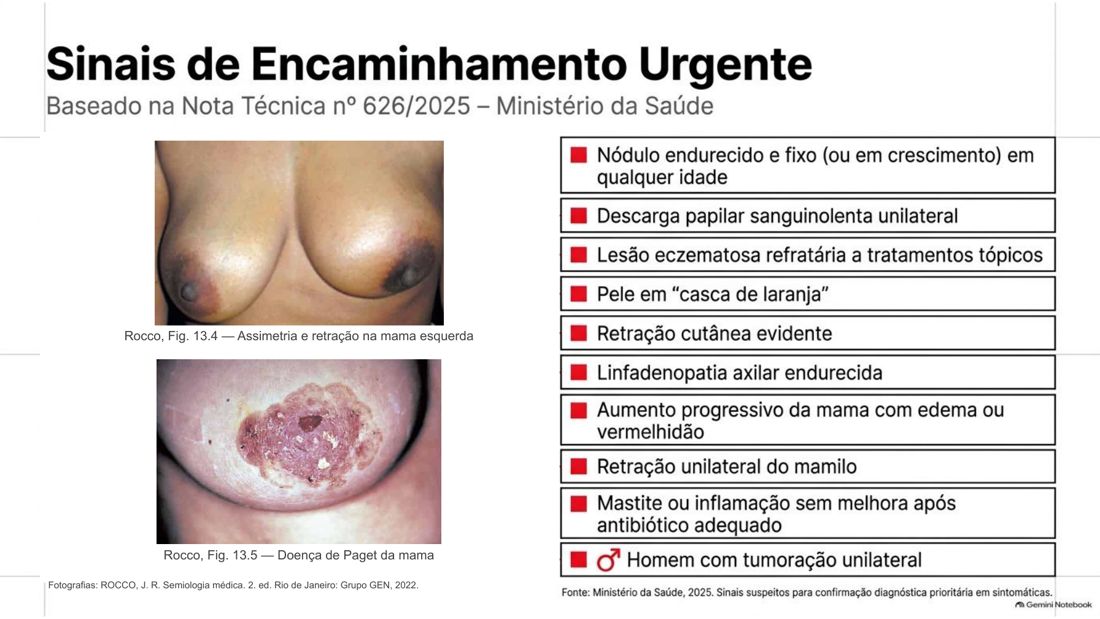 Sinais de Encaminhamento Urgente
Baseado na Nota Técnica nº 626/2025 – Ministério da Saúde
Rocco, Fig. 13.4 — Assimetria e retração na mama esquerda
Rocco, Fig. 13.5 — Doença de Paget da mama
Fotografias: ROCCO, J. R. Semiologia médica. 2. ed. Rio de Janeiro: Grupo GEN, 2022.
Nódulo endurecido e fixo (ou em crescimento) em
qualquer idade
Descarga papilar sanguinolenta unilateral
Lesão eczematosa refratária a tratamentos tópicos
Pele em “casca de laranja”
Retração cutânea evidente
Linfadenopatia axilar endurecida
Aumento progressivo da mama com edema ou
vermelhidão
Retração unilateral do mamilo
Mastite ou inflamação sem melhora após
antibiótico adequado
♂ Homem com tumoração unilateral
Fonte: Ministério da Saúde, 2025. Sinais suspeitos para confirmação diagnóstica prioritária em sintomáticas.
Gemini Notebook